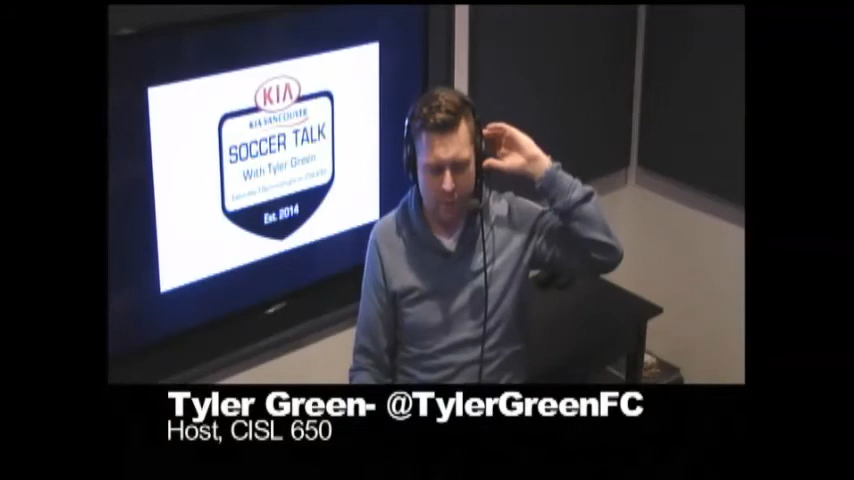 KIA
KIA VANCOUVER
SOCCER TALK
With Tyler Green
Est. 2014
Tyler Green- @TylerGreenFC
Host, CISL 650